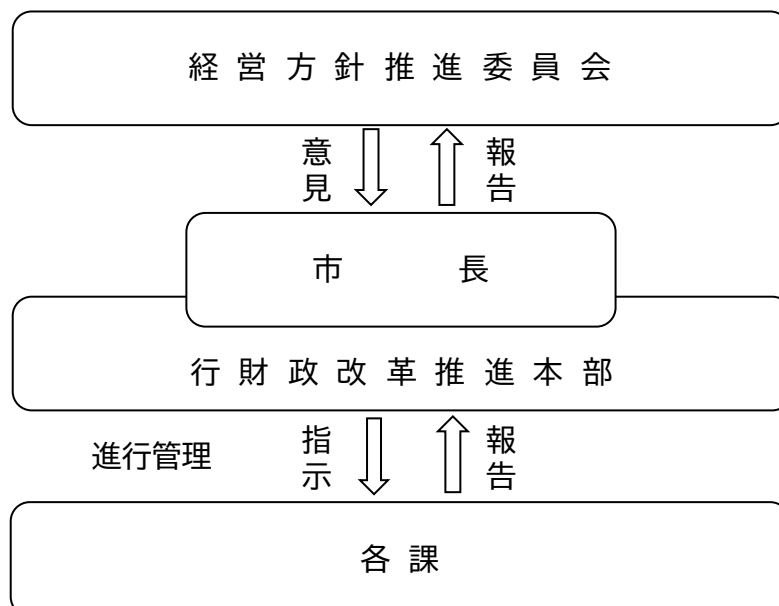 経営方針推進委員会
意見
報告
市長
行財政改革推進本部
進行管理
指示
報告
各課